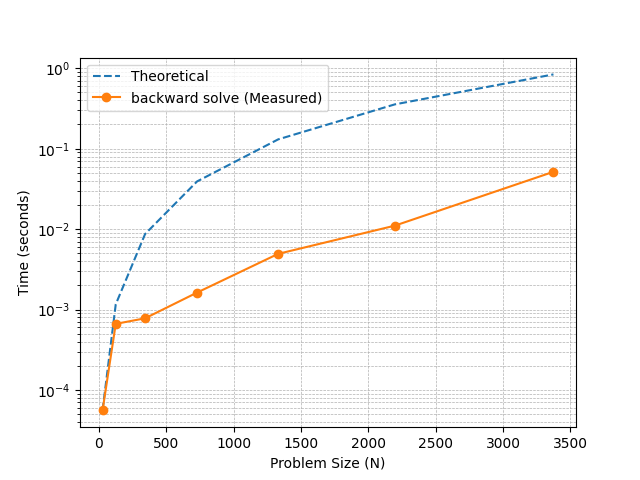 Theoretical
backward solve (Measured)
10⁰
10⁻¹
10⁻²
10⁻³
10⁻⁴
Time (seconds)
0 500 1000 1500 2000 2500 3000 3500
Problem Size (N)